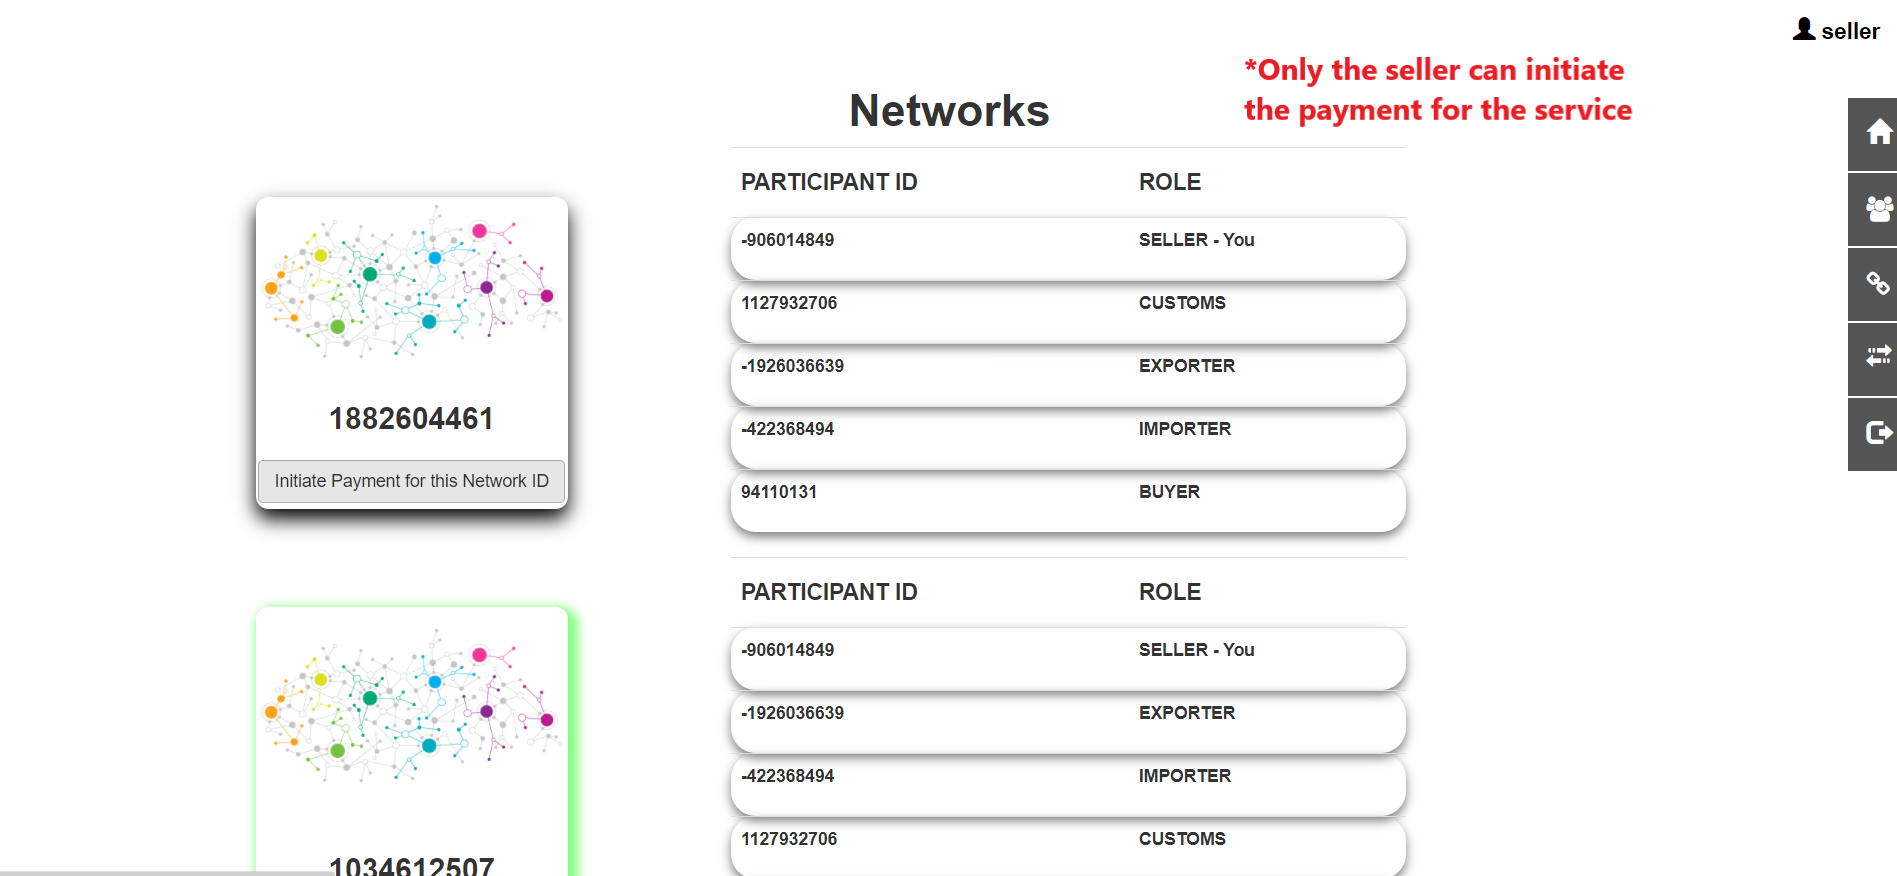 seller
*Only the seller can initiate
the payment for the service
Networks
1882604461
Initiate Payment for this Network ID
PARTICIPANT ID ROLE
-906014849 SELLER - You
1127932706 CUSTOMS
-1926036639 EXPORTER
-422368494 IMPORTER
94110131 BUYER
1034612507
PARTICIPANT ID ROLE
-906014849 SELLER - You
-1926036639 EXPORTER
-422368494 IMPORTER
1127932706 CUSTOMS